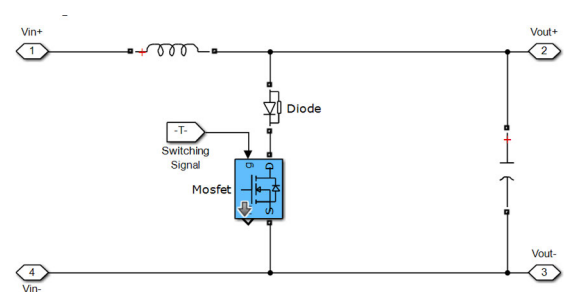 Vin+
Vout+
1
2
Diode
-T-
Switching
Signal
g
D
Mosfet
S
Vout-
4
3
Vin-